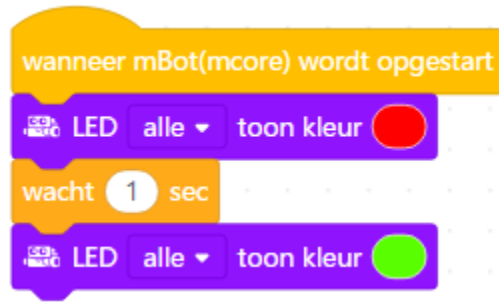 wanneer mBot(mcore) wordt opgestart
LED alle toon kleur
wacht 1 sec
LED alle toon kleur